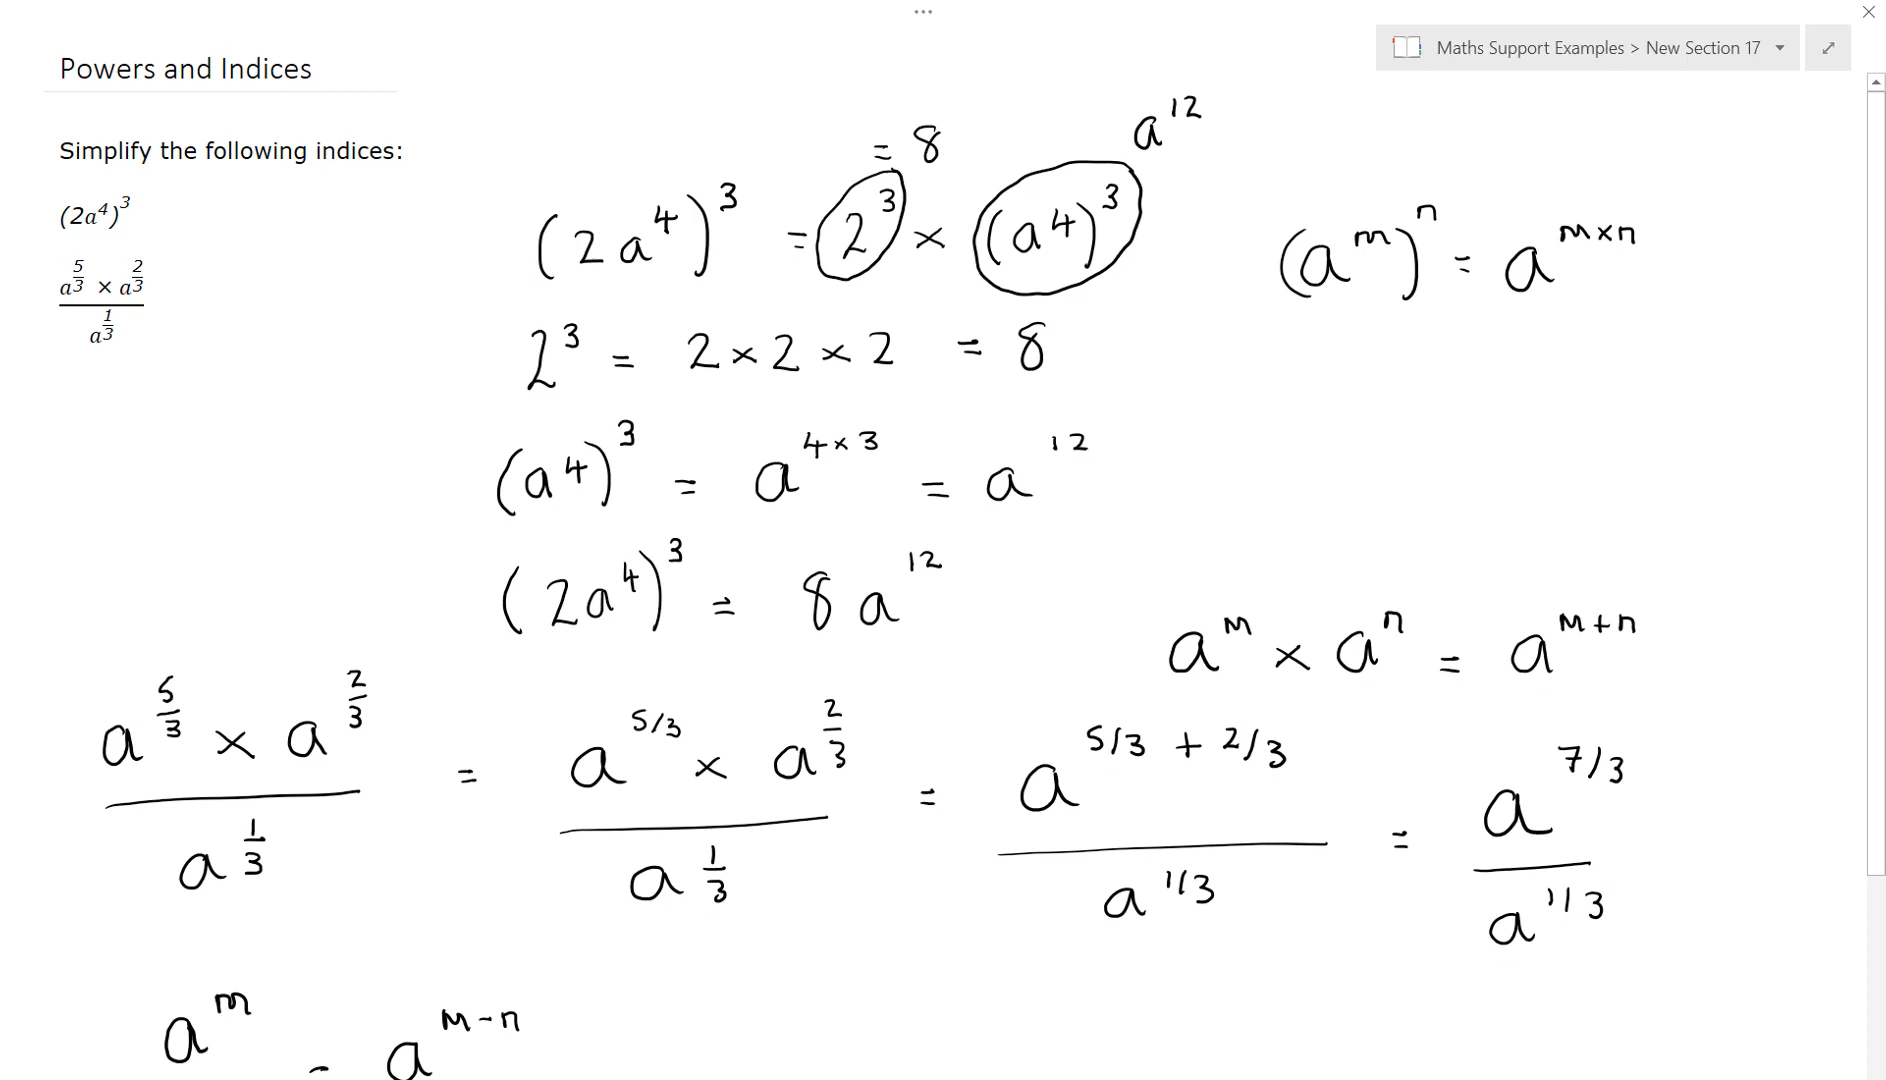 ...
Maths Support Examples > New Section 17
Powers and Indices
Simplify the following indices:
(2a⁴)³
a^(5/3) × a^(2/3)
a^(1/3)
= 8
a¹²
(2a⁴)³ = 2³ × (a⁴)³
(aᵐ)ⁿ = a^(m×n)
2³ = 2 × 2 × 2 = 8
(a⁴)³ = a^(4×3) = a¹²
(2a⁴)³ = 8a¹²
aᵐ × aⁿ = a^(m+n)
a^(5/3) × a^(2/3) / a^(1/3) = a^(5/3) × a^(2/3) / a^(1/3) = a^(5/3 + 2/3) / a^(1/3) = a^(7/3) / a^(1/3)
aᵐ = a^(m-n)